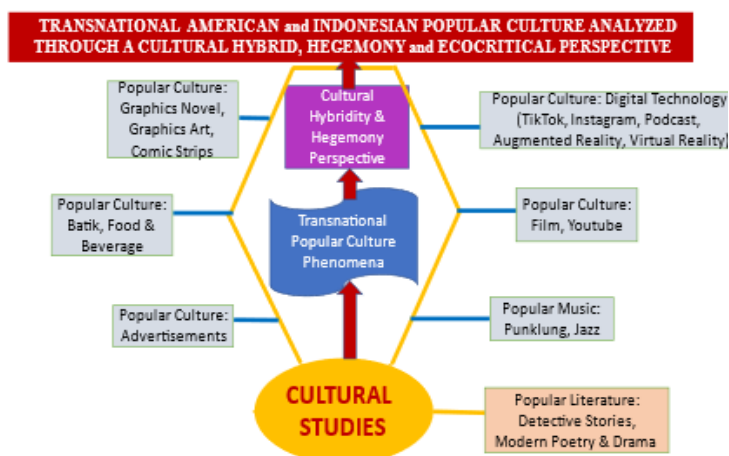 TRANSNATIONAL AMERICAN and INDONESIAN POPULAR CULTURE ANALYZED
THROUGH A CULTURAL HYBRID, HEGEMONY and ECOCRITICAL PERSPECTIVE
Popular Culture:
Graphics Novel,
Graphics Art,
Comic Strips
Cultural
Hybridity &
Hegemony
Perspective
Popular Culture: Digital Technology
(TikTok, Instagram, Podcast,
Augmented Reality, Virtual Reality)
Popular Culture:
Batik, Food &
Beverage
Transnational
Popular Culture
Phenomena
Popular Culture:
Film, Youtube
Popular Culture:
Advertisements
Popular Music:
Punklung, Jazz
CULTURAL
STUDIES
Popular Literature:
Detective Stories,
Modern Poetry & Drama